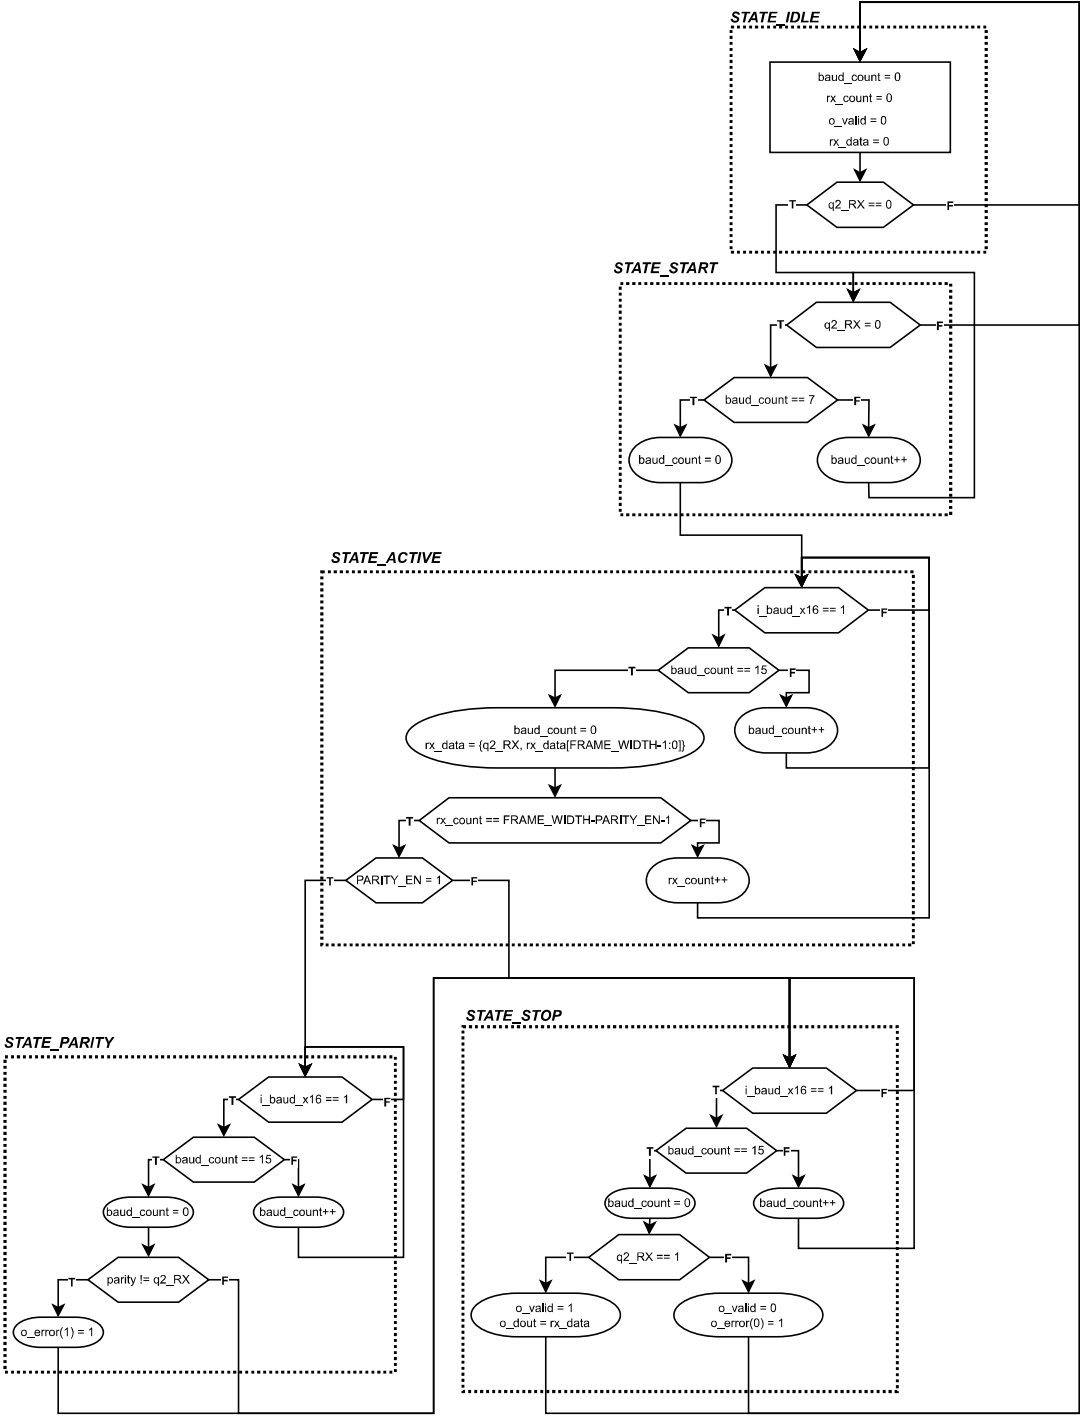 STATE_IDLE
baud_count = 0
rx_count = 0
o_valid = 0
rx_data = 0
T
q2_RX == 0
F
STATE_START
T
q2_RX = 0
F
T
baud_count == 7
F
baud_count = 0
baud_count++
STATE_ACTIVE
T
i_baud_x16 == 1
F
T
baud_count == 15
F
baud_count = 0
rx_data = {q2_RX, rx_data[FRAME_WIDTH-1:0]}
baud_count++
T
rx_count == FRAME_WIDTH-PARITY_EN-1
F
T
PARITY_EN = 1
F
rx_count++
STATE_PARITY
T
i_baud_x16 == 1
F
T
baud_count == 15
F
baud_count = 0
baud_count++
T
parity != q2_RX
F
o_error(1) = 1
STATE_STOP
T
i_baud_x16 == 1
F
T
baud_count == 15
F
baud_count = 0
baud_count++
T
q2_RX == 1
F
o_valid = 1
o_dout = rx_data
o_valid = 0
o_error(0) = 1